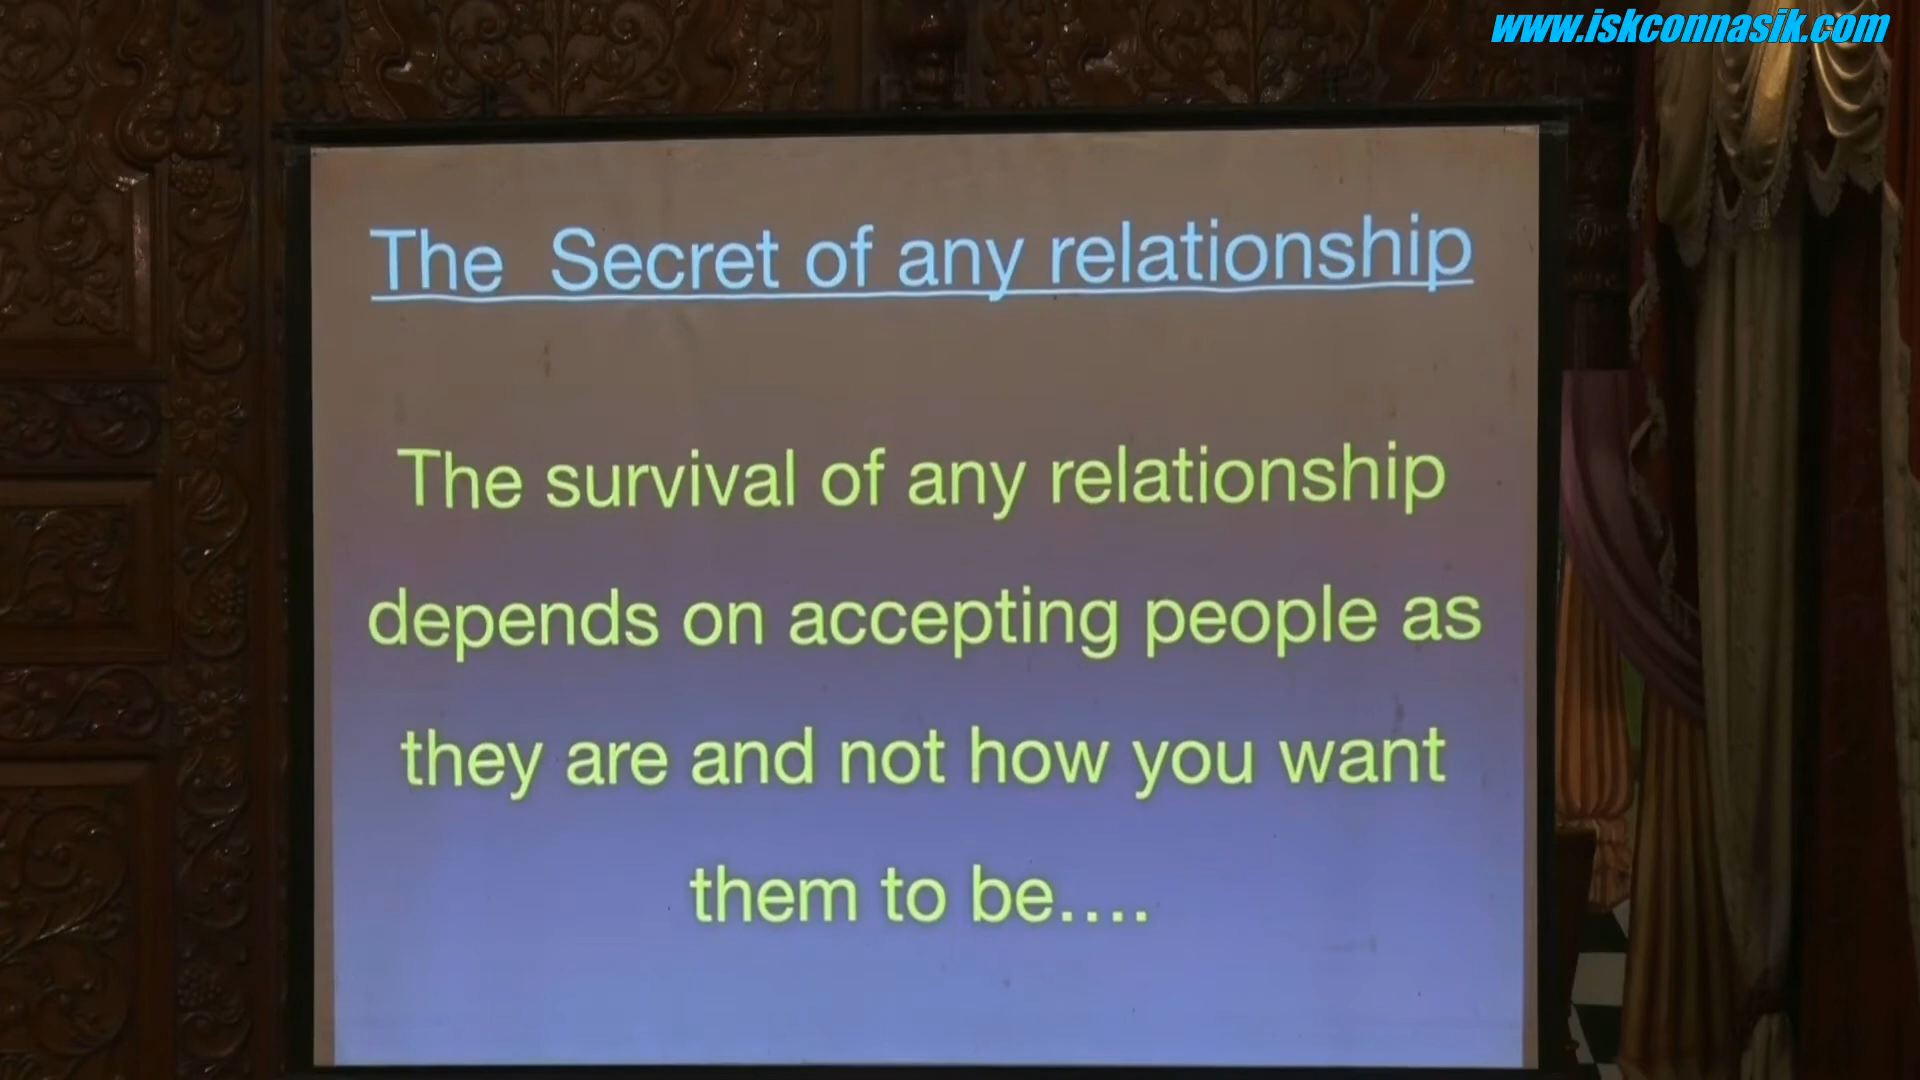 www.iskconnasik.com
The Secret of any relationship
The survival of any relationship
depends on accepting people as
they are and not how you want
them to be....